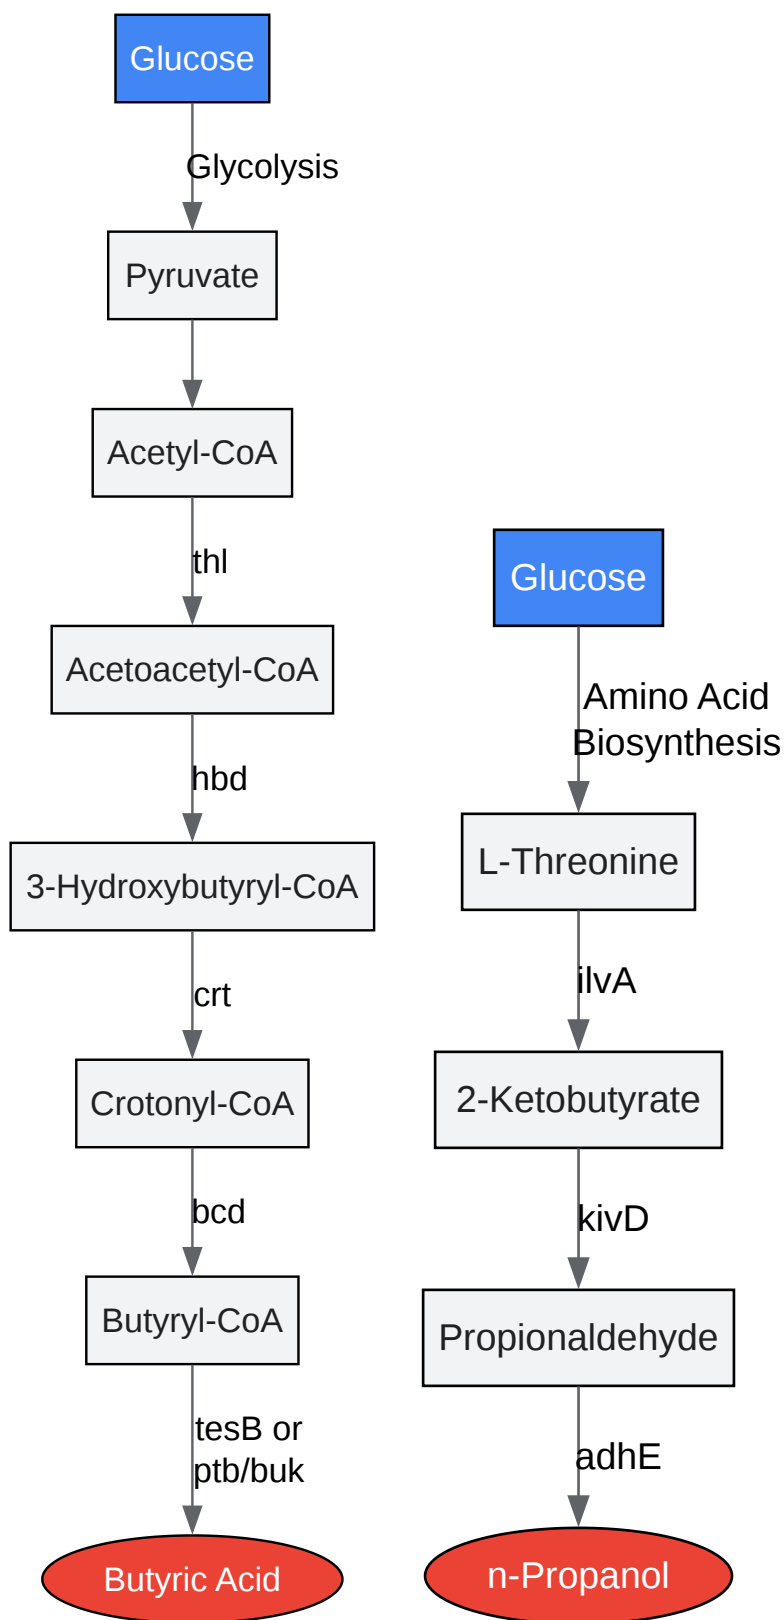 Glucose
Glycolysis
Pyruvate
Acetyl-CoA
thl
Acetoacetyl-CoA
hbd
3-Hydroxybutyryl-CoA
crt
Crotonyl-CoA
bcd
Butyryl-CoA
tesB or
ptb/buk
Butyric Acid
Glucose
Amino Acid
Biosynthesis
L-Threonine
ilvA
2-Ketobutyrate
kivD
Propionaldehyde
adhE
n-Propanol